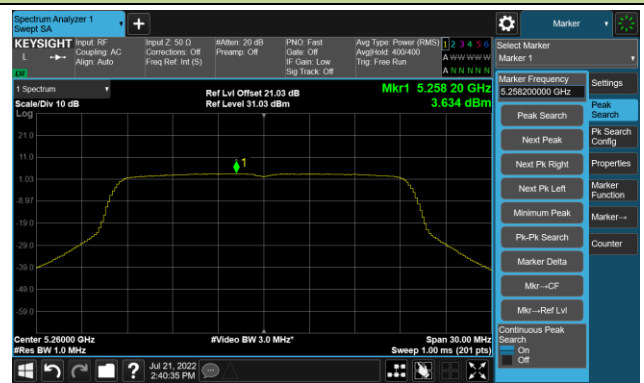 Spectrum Analyzer 1
Swept SA
Marker
KEYSIGHT
L
LW
Input: RF
Coupling: AC
Align: Auto
Input Z: 50 Ω
Corrections: Off
Freq Ref: Int (S)
#Atten: 20 dB
Preamp: Off
PNO: Fast
Gate: Off
IF Gain: Low
Sig Track: Off
Avg Type: Power (RMS)
Avg|Hold: 400/400
Trig: Free Run
1 2 3 4 5 6
A WW WW W
A N N N N N
Select Marker
Marker 1
1 Spectrum
Scale/Div 10 dB
Log
Ref Lvl Offset 21.03 dB
Ref Level 31.03 dBm
Mkr1 5.258 20 GHz
3.634 dBm
21.0
11.0
1.03
-8.97
-19.0
-29.0
-39.0
-49.0
-59.0
1
Center 5.26000 GHz
#Res BW 1.0 MHz
#Video BW 3.0 MHz*
Span 30.00 MHz
Sweep 1.00 ms (201 pts)
Marker Frequency
5.258200000 GHz
Peak Search
Next Peak
Next Pk Right
Next Pk Left
Minimum Peak
Pk-Pk Search
Marker Delta
Mkr→CF
Mkr→Ref Lvl
Continuous Peak
Search
On
Off
Settings
Peak
Search
Pk Search
Config
Properties
Marker
Function
Marker→
Counter
?
Jul 21, 2022
2:40:35 PM